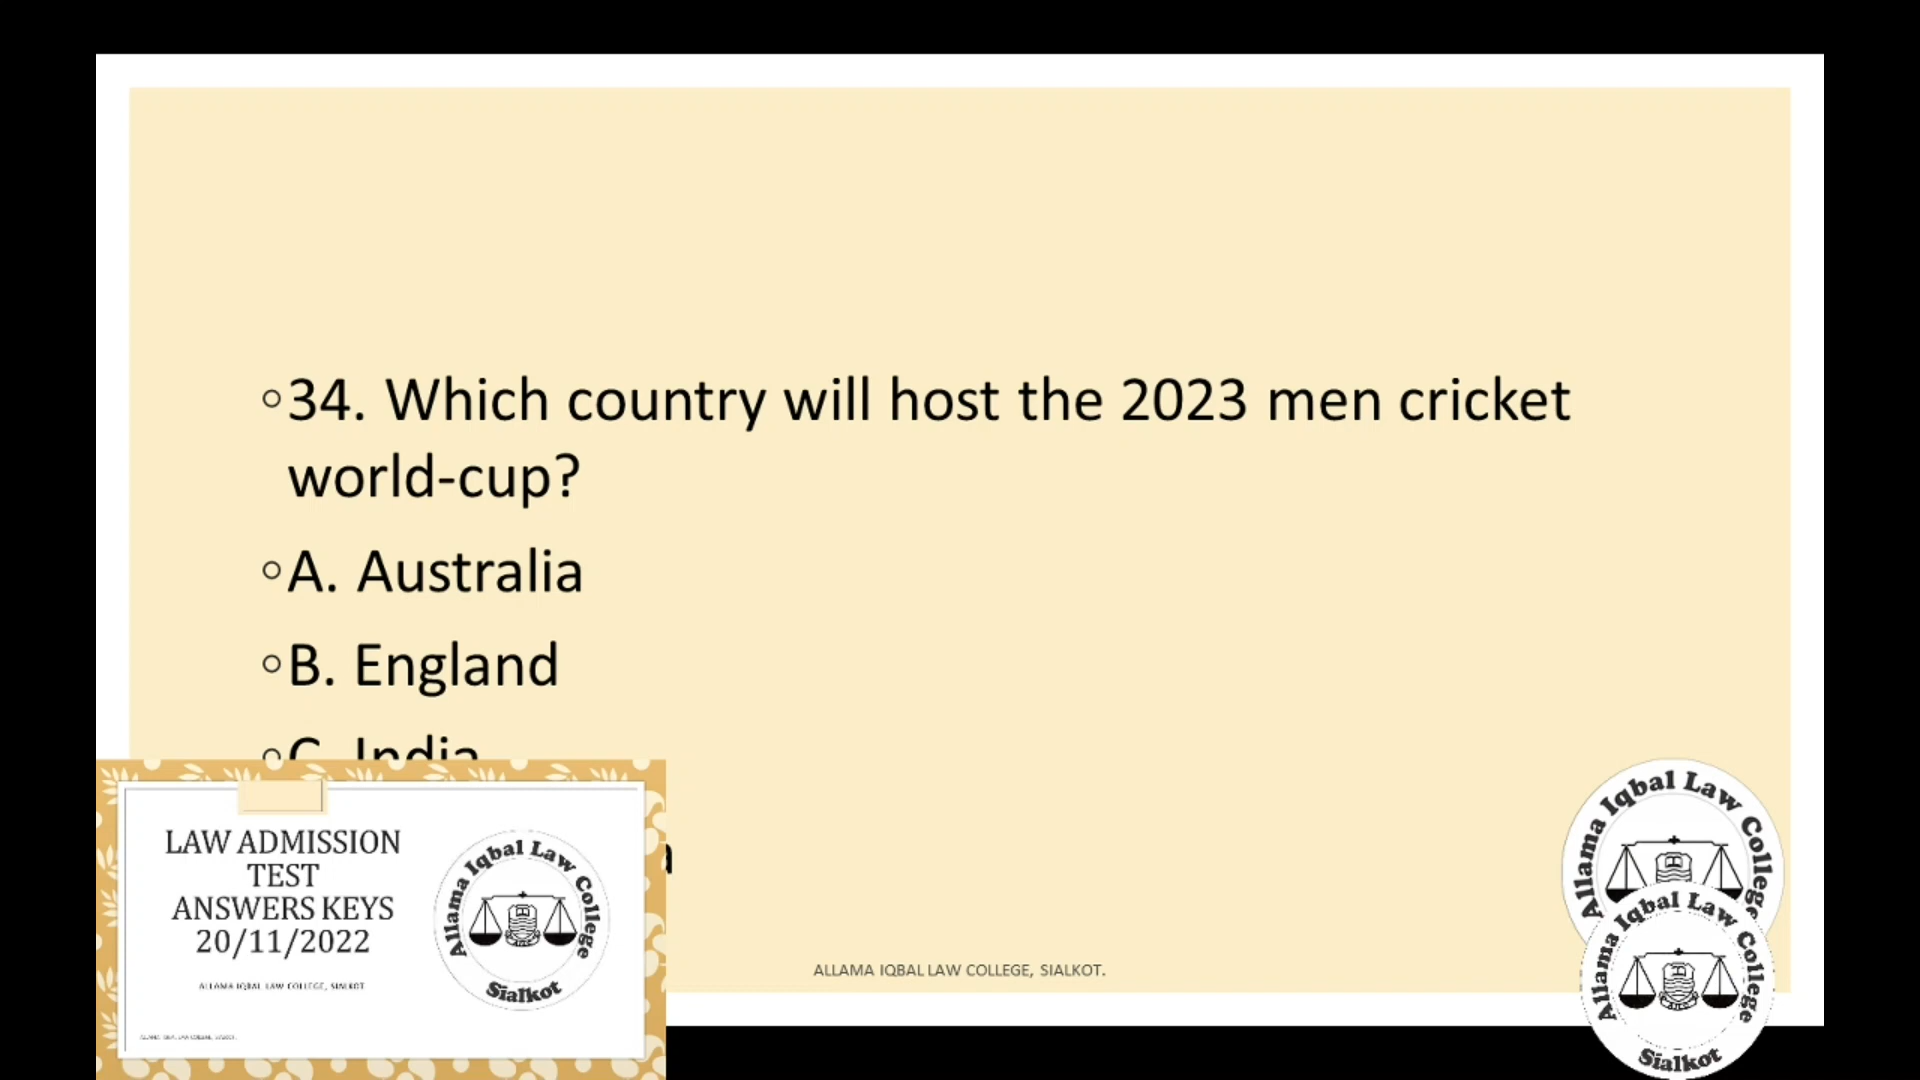 ◦34. Which country will host the 2023 men cricket
world-cup?
◦A. Australia
◦B. England
◦C. India
LAW ADMISSION
TEST
ANSWERS KEYS
20/11/2022
ALLAMA IQBAL LAW COLLEGE, SIALKOT
Allama Iqbal Law College
Sialkot
ALLAMA IQBAL LAW COLLEGE, SIALKOT.
Allama Iqbal Law College
Allama Iqbal Law College
Sialkot